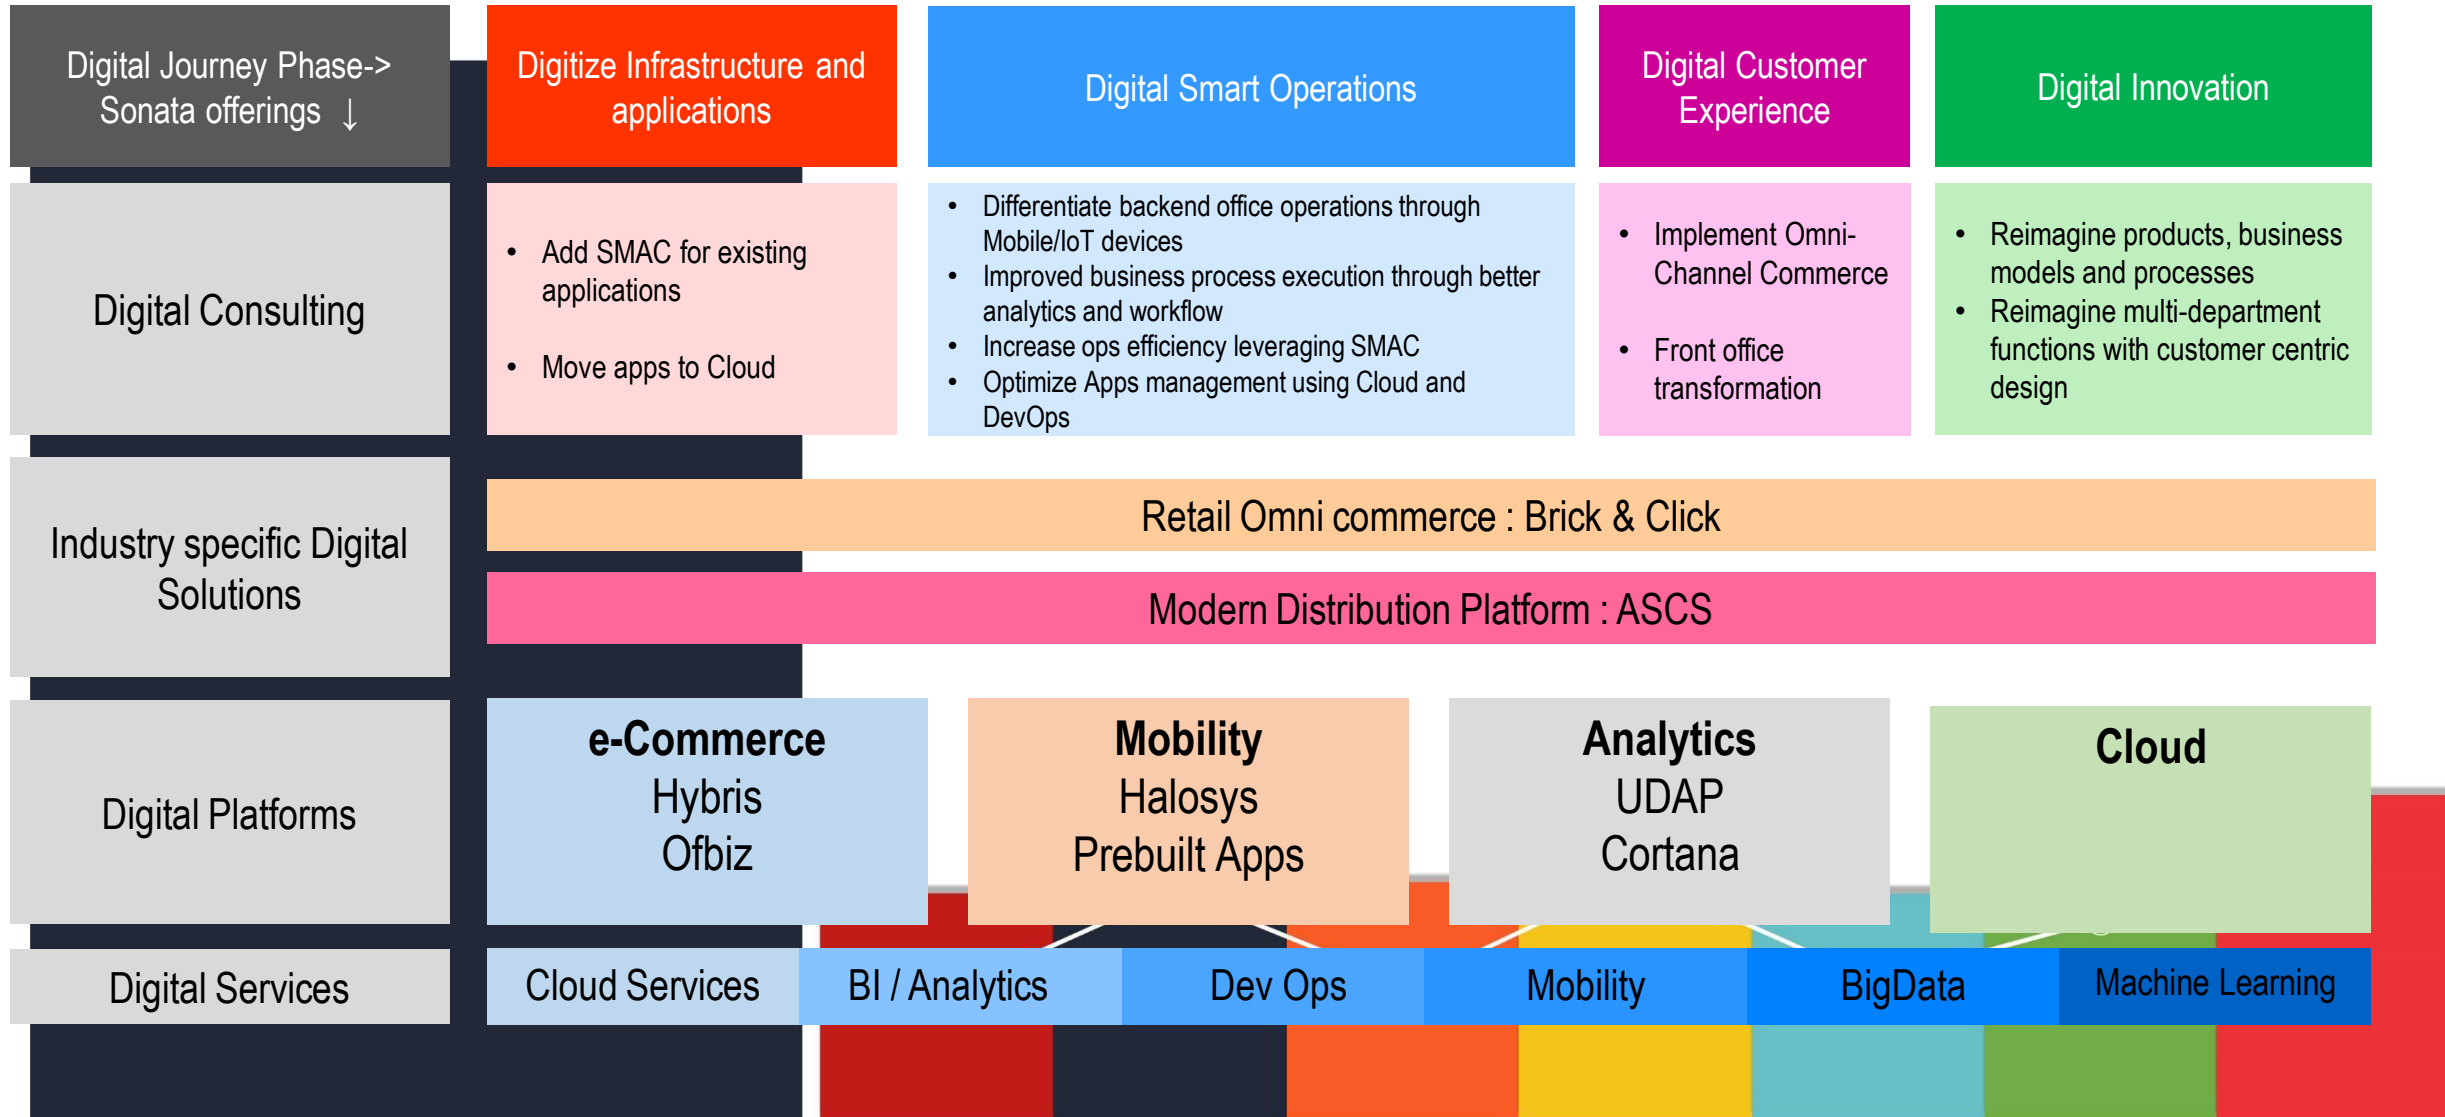 Digital Journey Phase->
Sonata offerings ↓
Digitize Infrastructure and
applications
Digital Smart Operations
Digital Customer
Experience
Digital Innovation
Digital Consulting
• Add SMAC for existing
applications
• Move apps to Cloud
• Differentiate backend office operations through
Mobile/IoT devices
• Improved business process execution through better
analytics and workflow
• Increase ops efficiency leveraging SMAC
• Optimize Apps management using Cloud and
DevOps
• Implement Omni-
Channel Commerce
• Front office
transformation
• Reimagine products, business
models and processes
• Reimagine multi-department
functions with customer centric
design
Industry specific Digital
Solutions
Retail Omni commerce : Brick & Click
Modern Distribution Platform : ASCS
Digital Platforms
e-Commerce
Hybris
Ofbiz
Mobility
Halosys
Prebuilt Apps
Analytics
UDAP
Cortana
Cloud
Digital Services
Cloud Services
BI / Analytics
Dev Ops
Mobility
BigData
Machine Learning